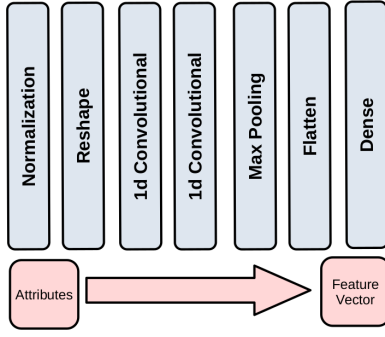 Normalization
Reshape
1d Convolutional
1d Convolutional
Max Pooling
Flatten
Dense
Attributes
Feature
Vector